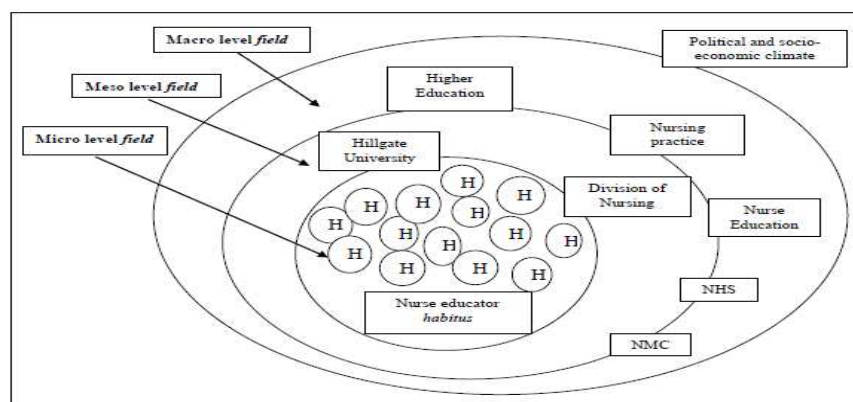 Macro level field
Political and socio-
economic climate
Meso level field
Higher
Education
Micro level field
Hillgate
University
Nursing
practice
Division of
Nursing
Nurse
Education
H
H
H
H
H
H
H
H
H
H
H
H
H
H
Nurse educator
habitus
NHS
NMC